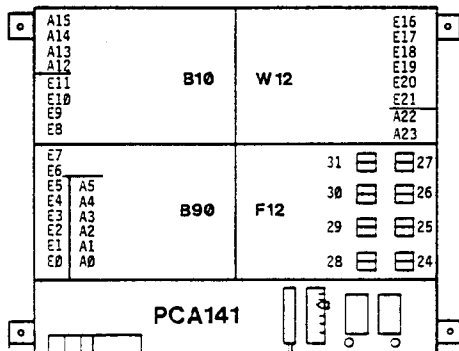 A15
A14
A13
A12
E11
E10
E9
E8
B10
W12
E16
E17
E18
E19
E20
E21
A22
A23
E7
E6
E5 A5
E4 A4
E3 A3
E2 A2
E1 A1
E0 A0
B90
F12
31 27
30 26
29 25
28 24
PCA141